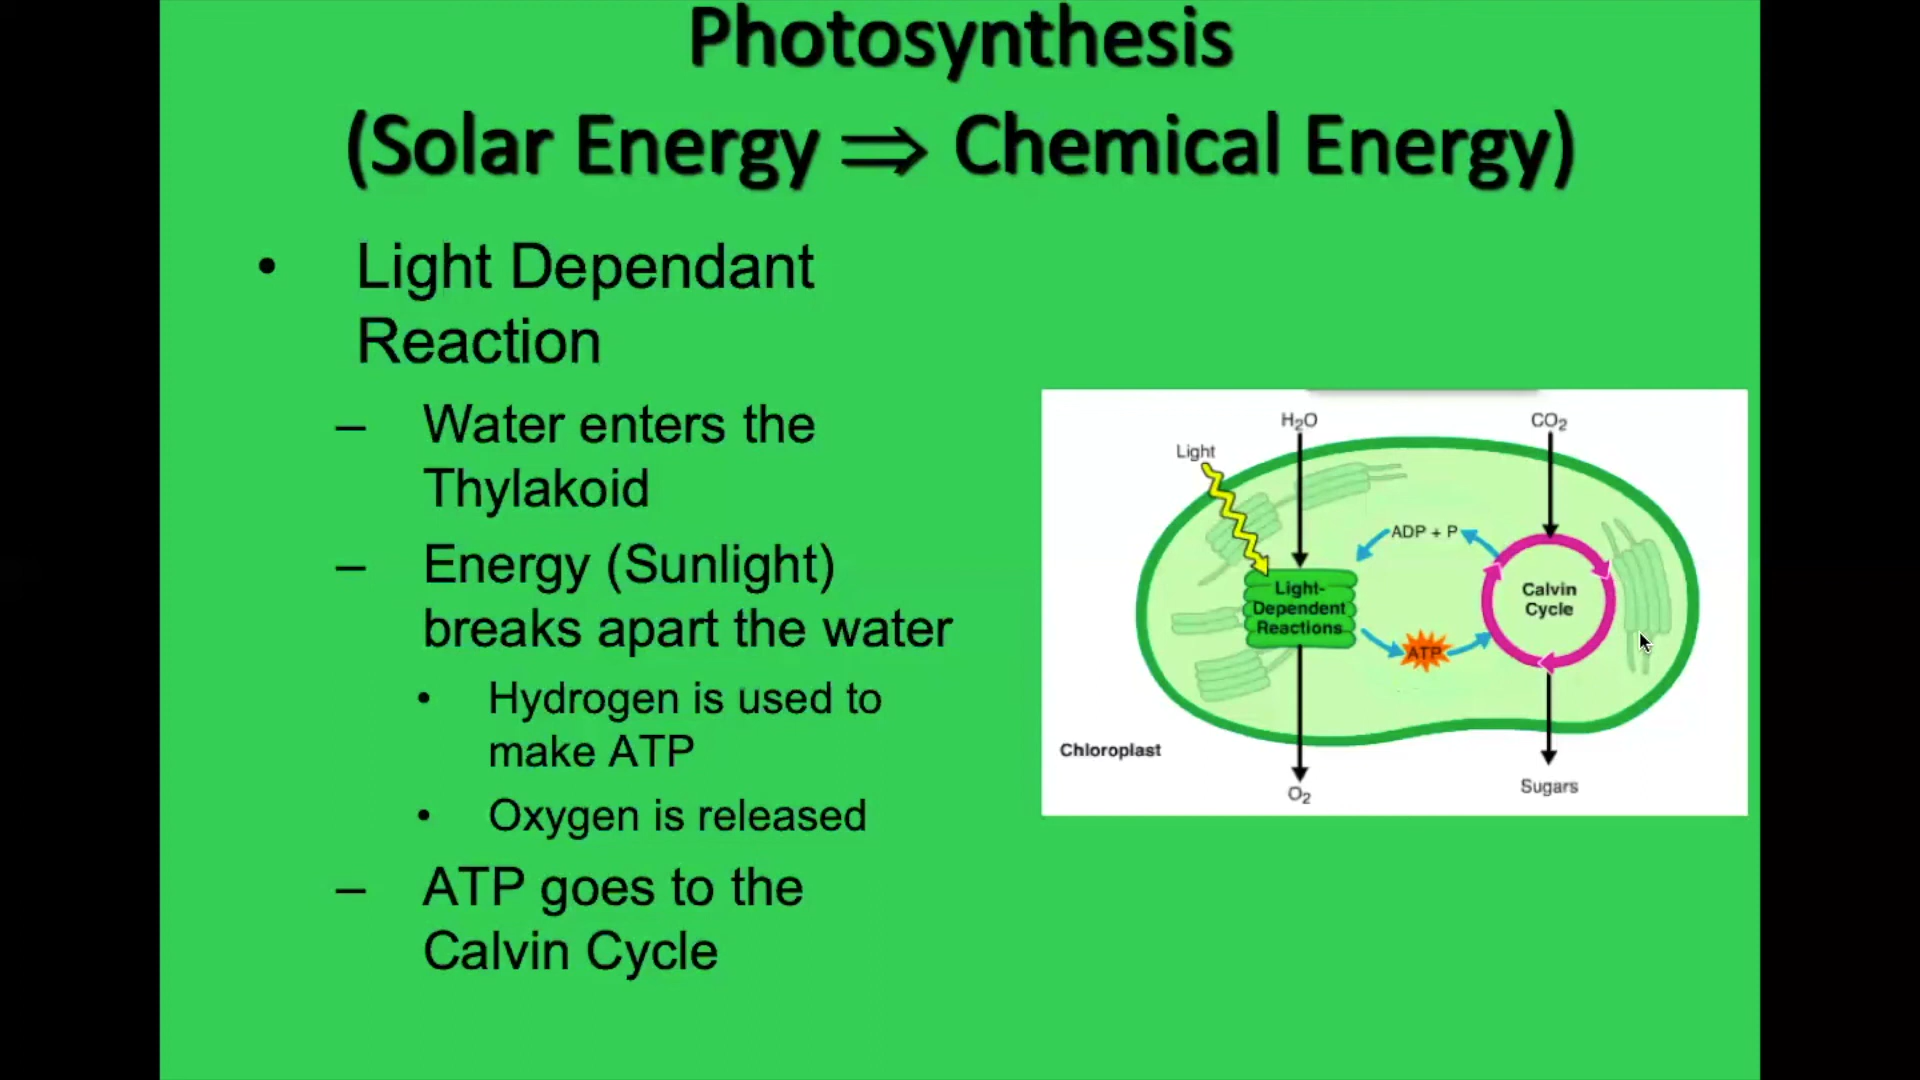 Photosynthesis
(Solar Energy ⇒ Chemical Energy)
• Light Dependant
Reaction
– Water enters the
Thylakoid
– Energy (Sunlight)
breaks apart the water
• Hydrogen is used to
make ATP
• Oxygen is released
– ATP goes to the
Calvin Cycle
H₂O
CO₂
Light
ADP + P
Light-
Dependent
Reactions
Calvin
Cycle
ATP
Chloroplast
O₂
Sugars